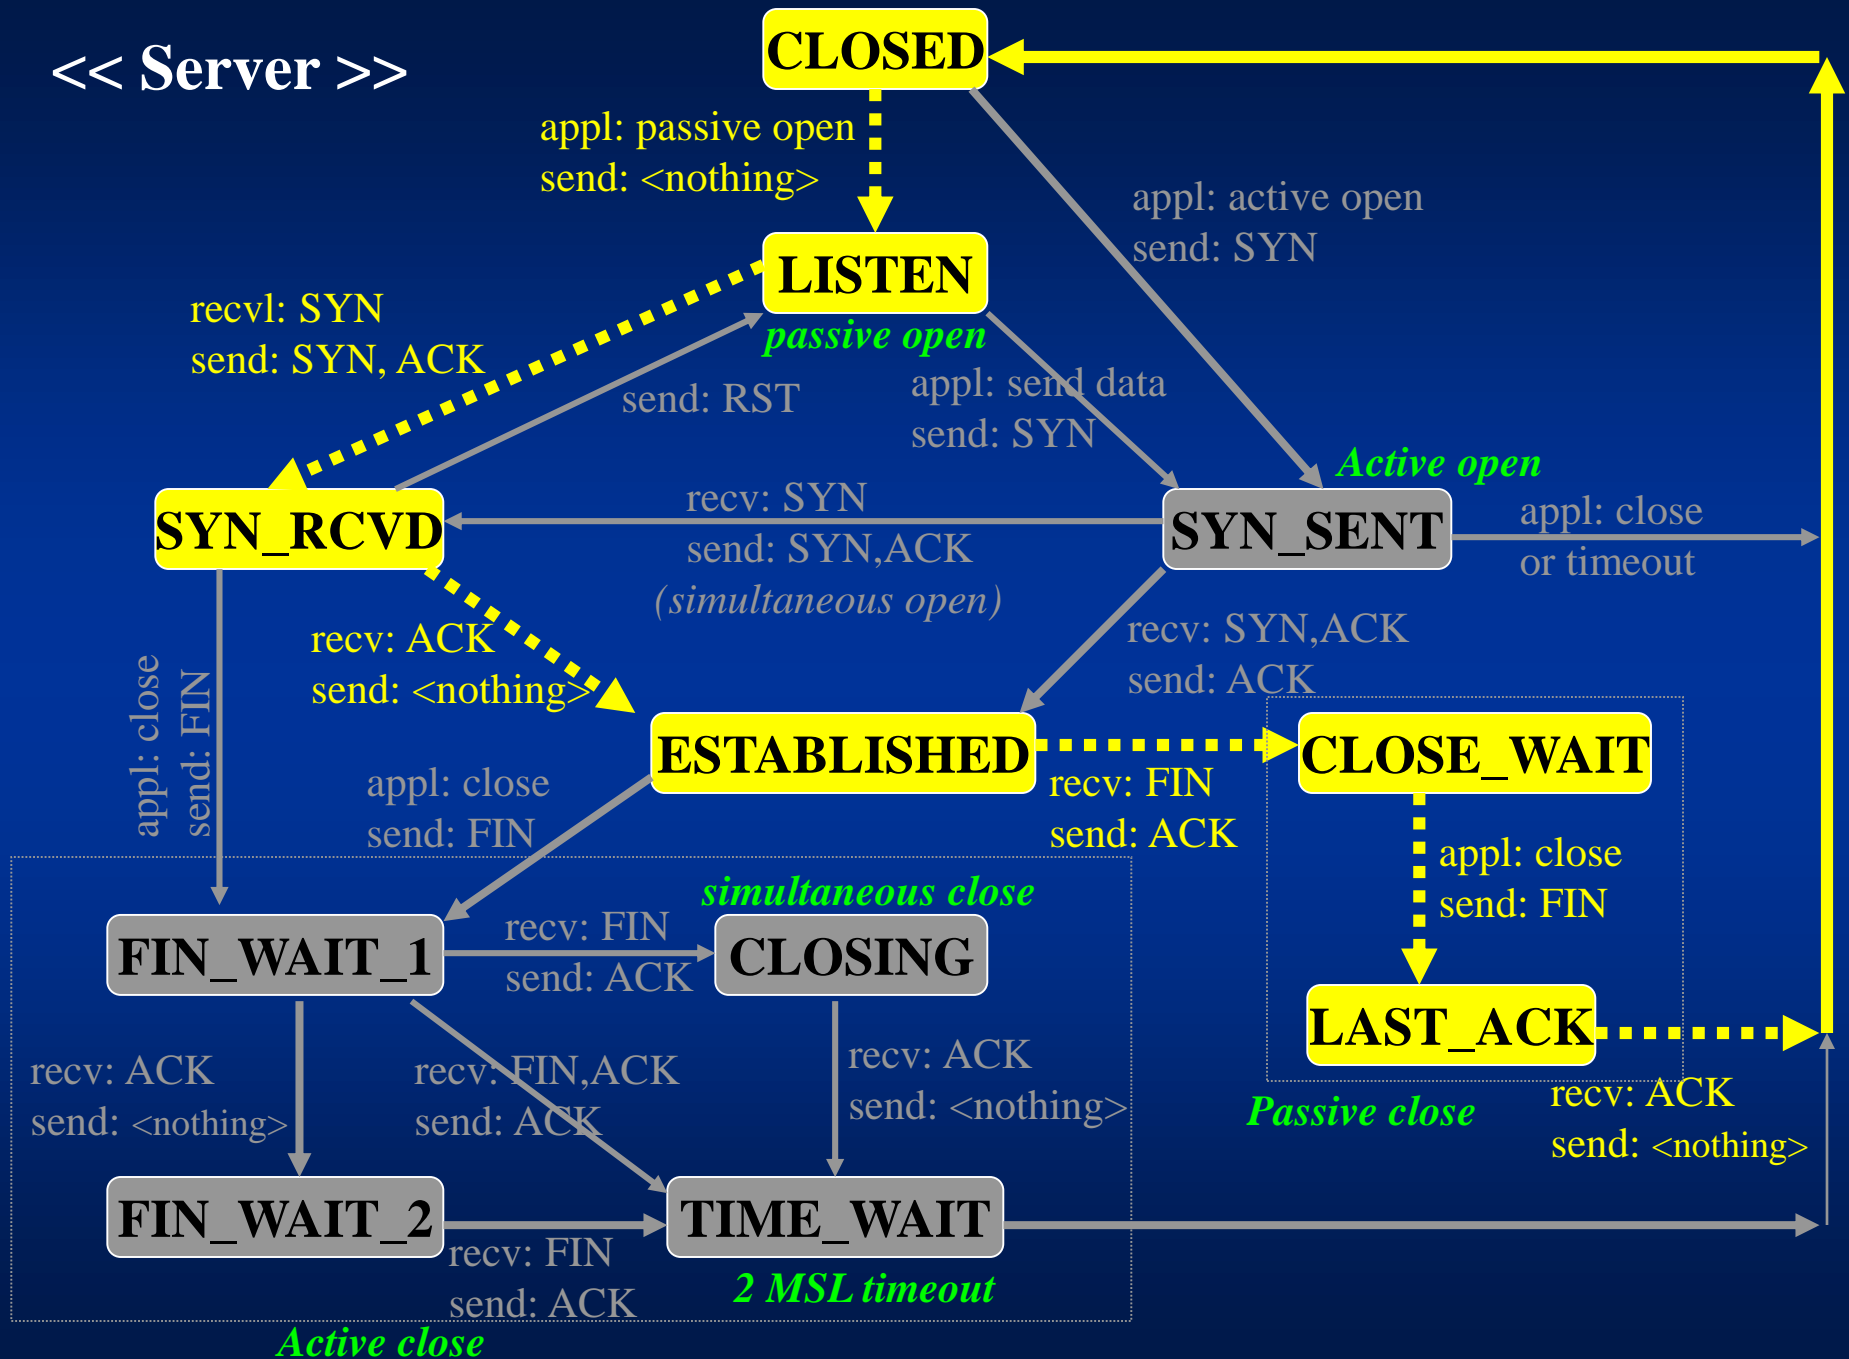 << Server >>
CLOSED
appl: passive open
send: <nothing>
appl: active open
send: SYN
LISTEN
passive open
recvl: SYN
send: SYN, ACK
send: RST
appl: send data
send: SYN
Active open
SYN_RCVD
recv: SYN
send: SYN,ACK
(simultaneous open)
SYN_SENT
appl: close
or timeout
recv: ACK
send: <nothing>
recv: SYN,ACK
send: ACK
appl: close
send: FIN
ESTABLISHED
CLOSE_WAIT
recv: FIN
send: ACK
appl: close
send: FIN
appl: close
send: FIN
simultaneous close
FIN_WAIT_1
recv: FIN
send: ACK
CLOSING
LAST_ACK
recv: ACK
send: <nothing>
recv: FIN,ACK
send: ACK
recv: ACK
send: <nothing>
Passive close
recv: ACK
send: <nothing>
FIN_WAIT_2
recv: FIN
send: ACK
TIME_WAIT
2 MSL timeout
Active close